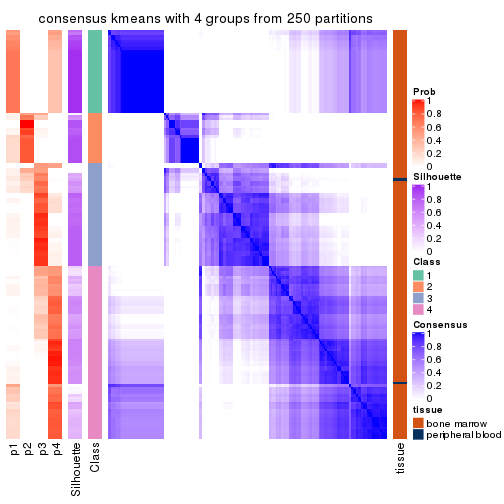 consensus kmeans with 4 groups from 250 partitions
Prob
1
0.8
0.6
0.4
0.2
0
Silhouette
1
0.8
0.6
0.4
0.2
0
Class
1
2
3
4
Consensus
1
0.8
0.6
0.4
0.2
0
tissue
bone marrow
peripheral blood
p1
p2
p3
p4
Silhouette
Class
tissue